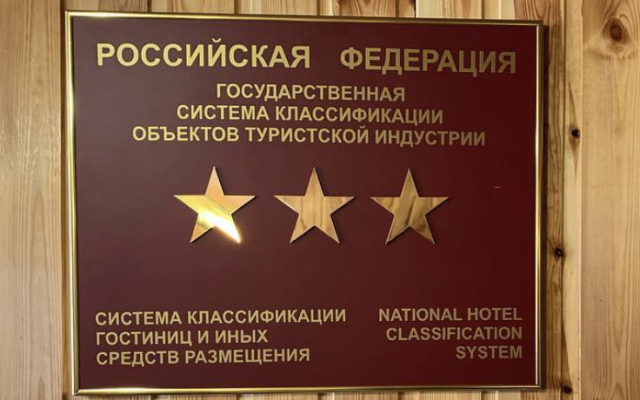 РОССИЙСКАЯ ФЕДЕРАЦИЯ
ГОСУДАРСТВЕННАЯ
СИСТЕМА КЛАССИФИКАЦИИ
ОБЪЕКТОВ ТУРИСТСКОЙ ИНДУСТРИИ
СИСТЕМА КЛАССИФИКАЦИИ
ГОСТИНИЦ И ИНЫХ
СРЕДСТВ РАЗМЕЩЕНИЯ
NATIONAL HOTEL
CLASSIFICATION
SYSTEM